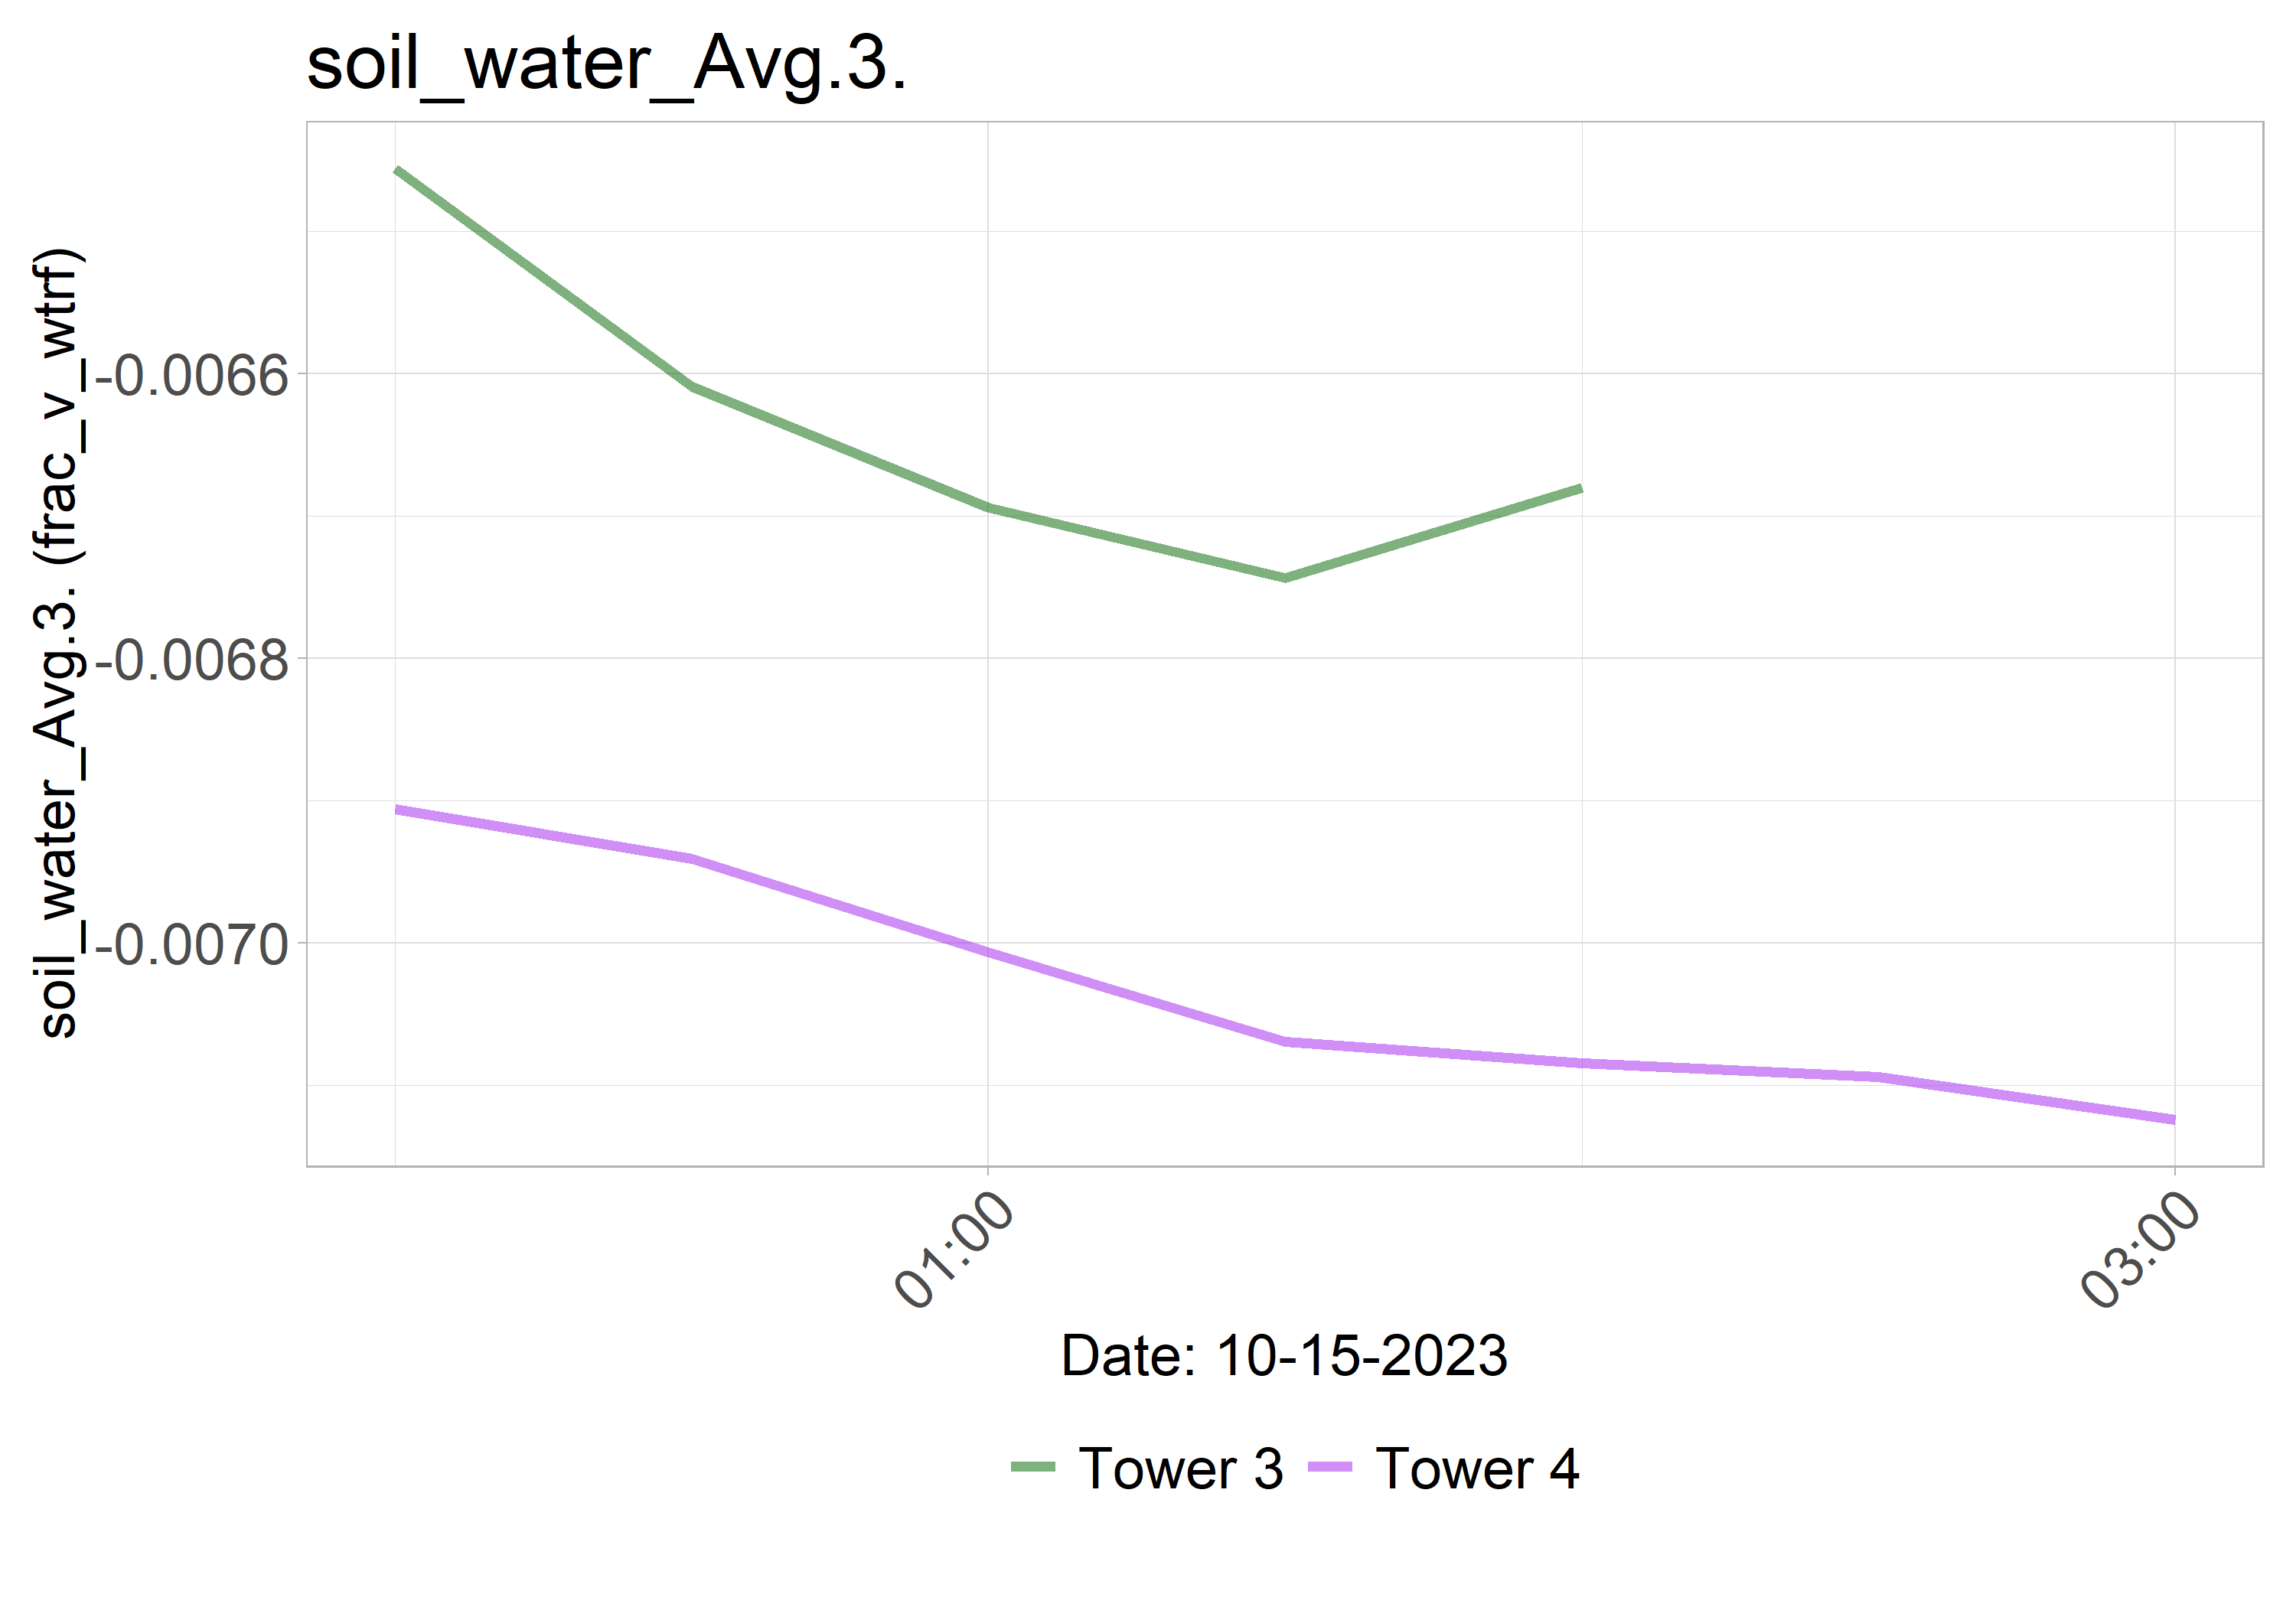 soil_water_Avg.3.
soil_water_Avg.3. (frac_v_wtrf)
-0.0066
-0.0068
-0.0070
01:00
03:00
Date: 10-15-2023
Tower 3
Tower 4